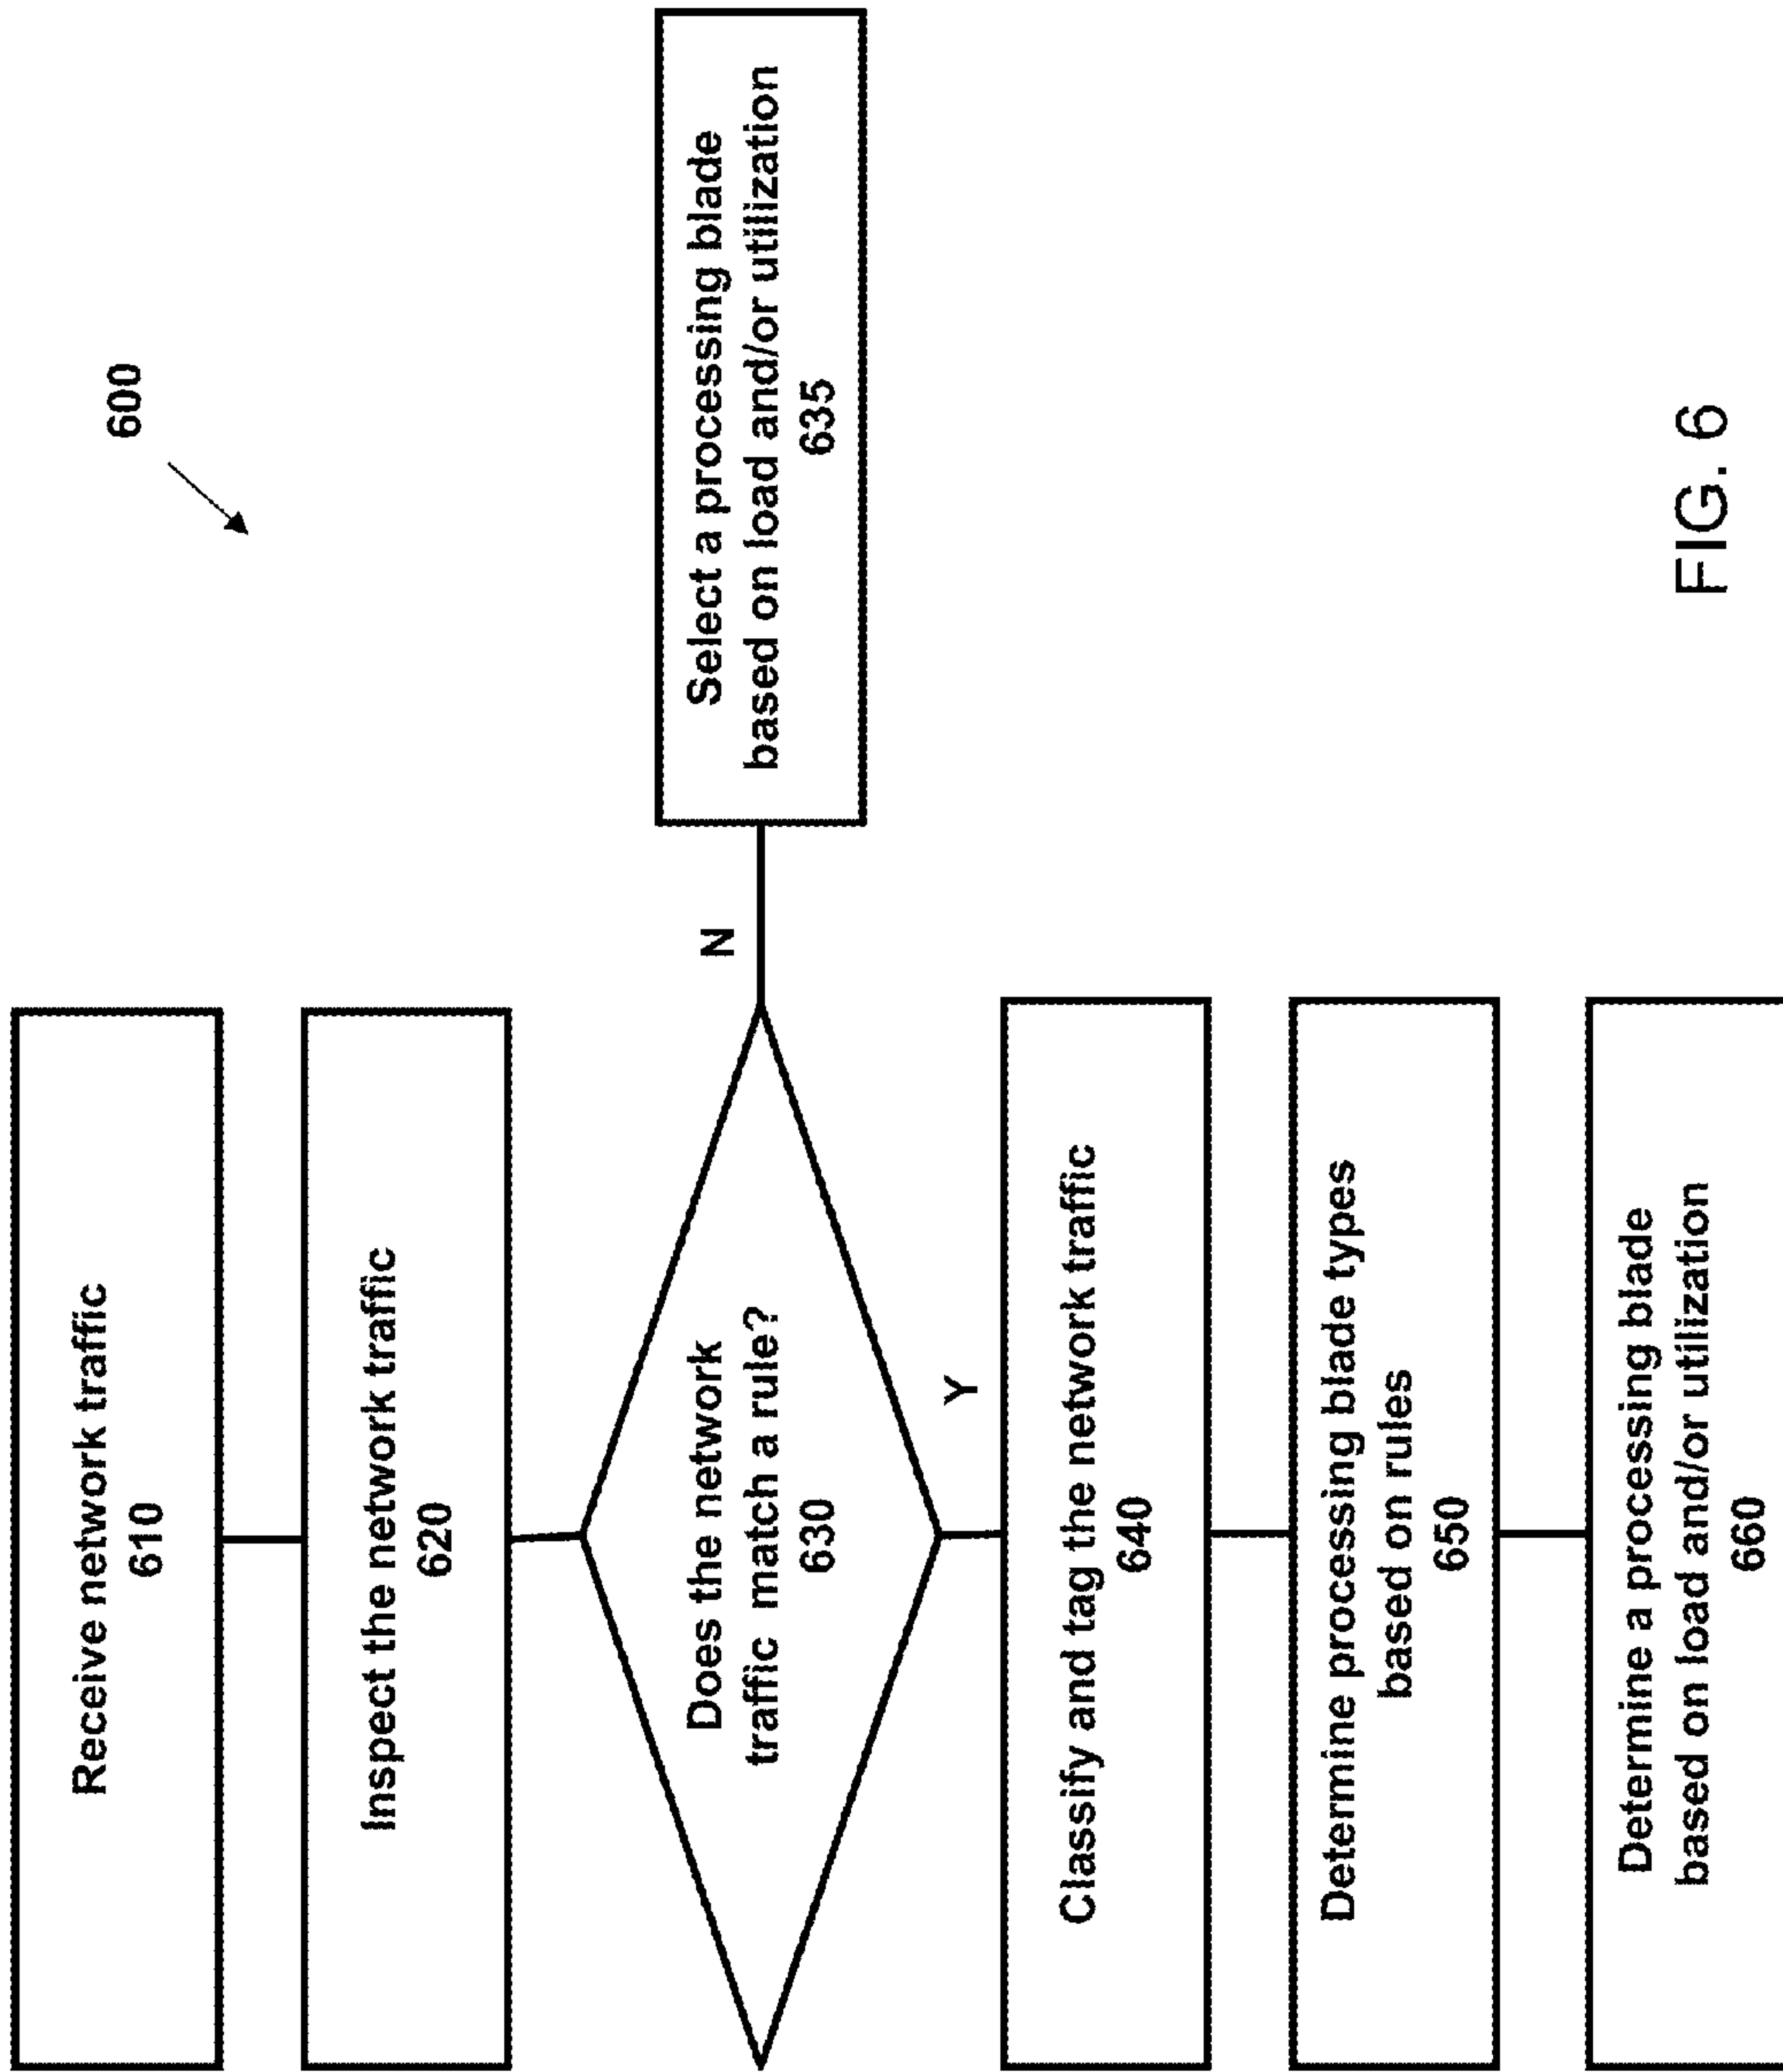 600
Receive network traffic
610
Inspect the network traffic
620
Does the network
traffic match a rule?
630
N
Select a processing blade
based on load and/or utilization
635
Y
Classify and tag the network traffic
640
Determine processing blade types
based on rules
650
Determine a processing blade
based on load and/or utilization
660
FIG. 6